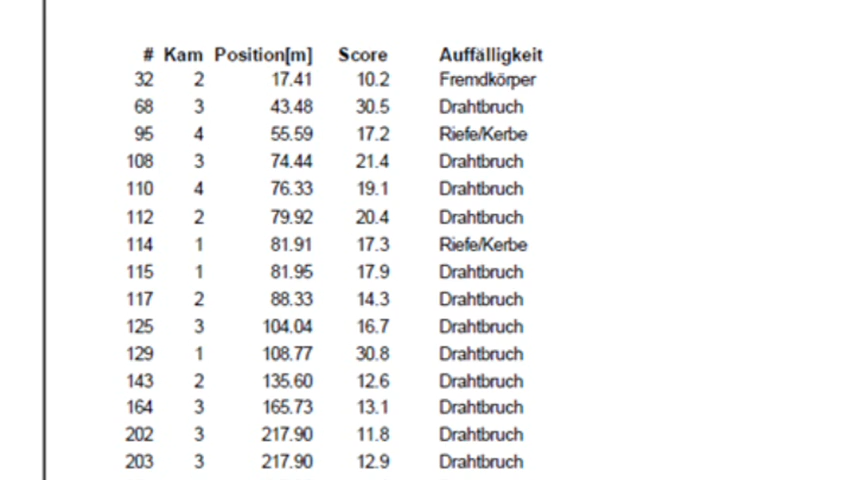 # Kam Position[m] Score Auffälligkeit
32 2 17.41 10.2 Fremdkörper
68 3 43.48 30.5 Drahtbruch
95 4 55.59 17.2 Riefe/Kerbe
108 3 74.44 21.4 Drahtbruch
110 4 76.33 19.1 Drahtbruch
112 2 79.92 20.4 Drahtbruch
114 1 81.91 17.3 Riefe/Kerbe
115 1 81.95 17.9 Drahtbruch
117 2 88.33 14.3 Drahtbruch
125 3 104.04 16.7 Drahtbruch
129 1 108.77 30.8 Drahtbruch
143 2 135.60 12.6 Drahtbruch
164 3 165.73 13.1 Drahtbruch
202 3 217.90 11.8 Drahtbruch
203 3 217.90 12.9 Drahtbruch